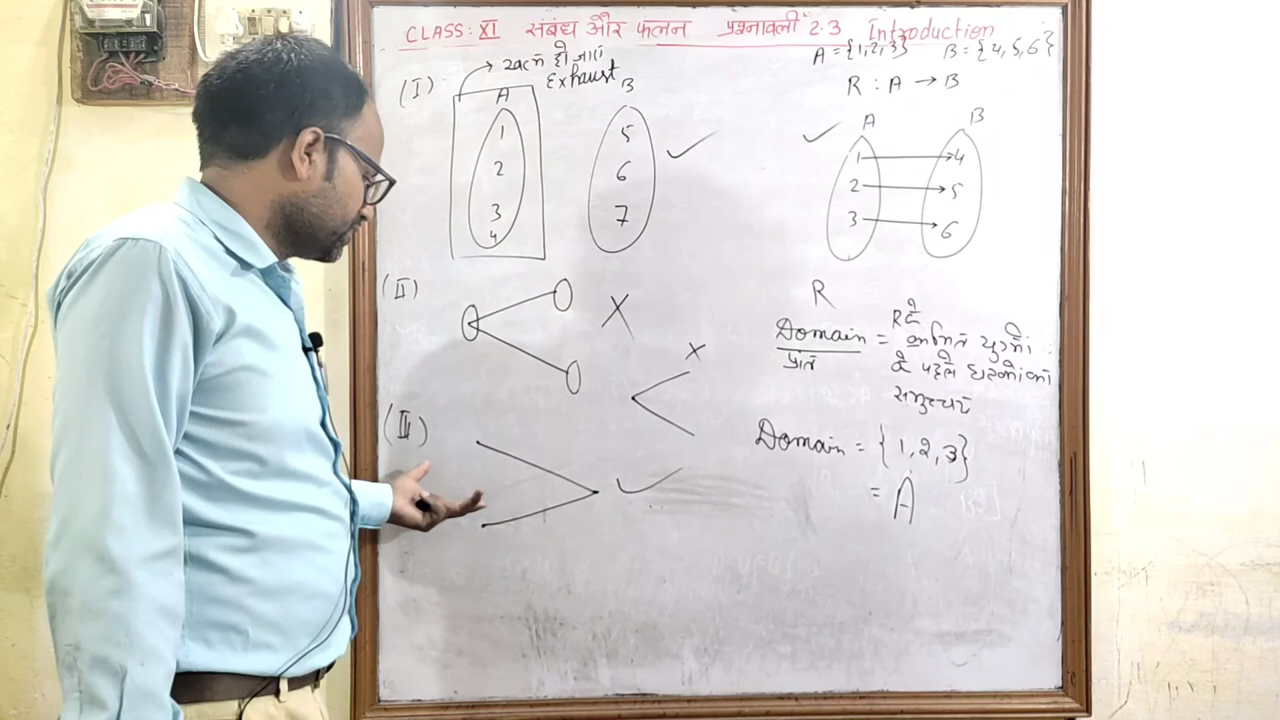 CLASS: XI संबंध और फलन प्रश्नावली 2.3 Introduction
A = {1,2,3} B = {4,5,6}
R : A → B
(I) → खत्म हो जाए
Exhaust
A B
1 5
2 6
3 7
4
A B
1 4
2 5
3 6
(II)
(III)
R
Domain = R के क्रमित युग्मों
प्रांत के पहले घटकों का
समुच्चय
Domain = {1,2,3}
= A